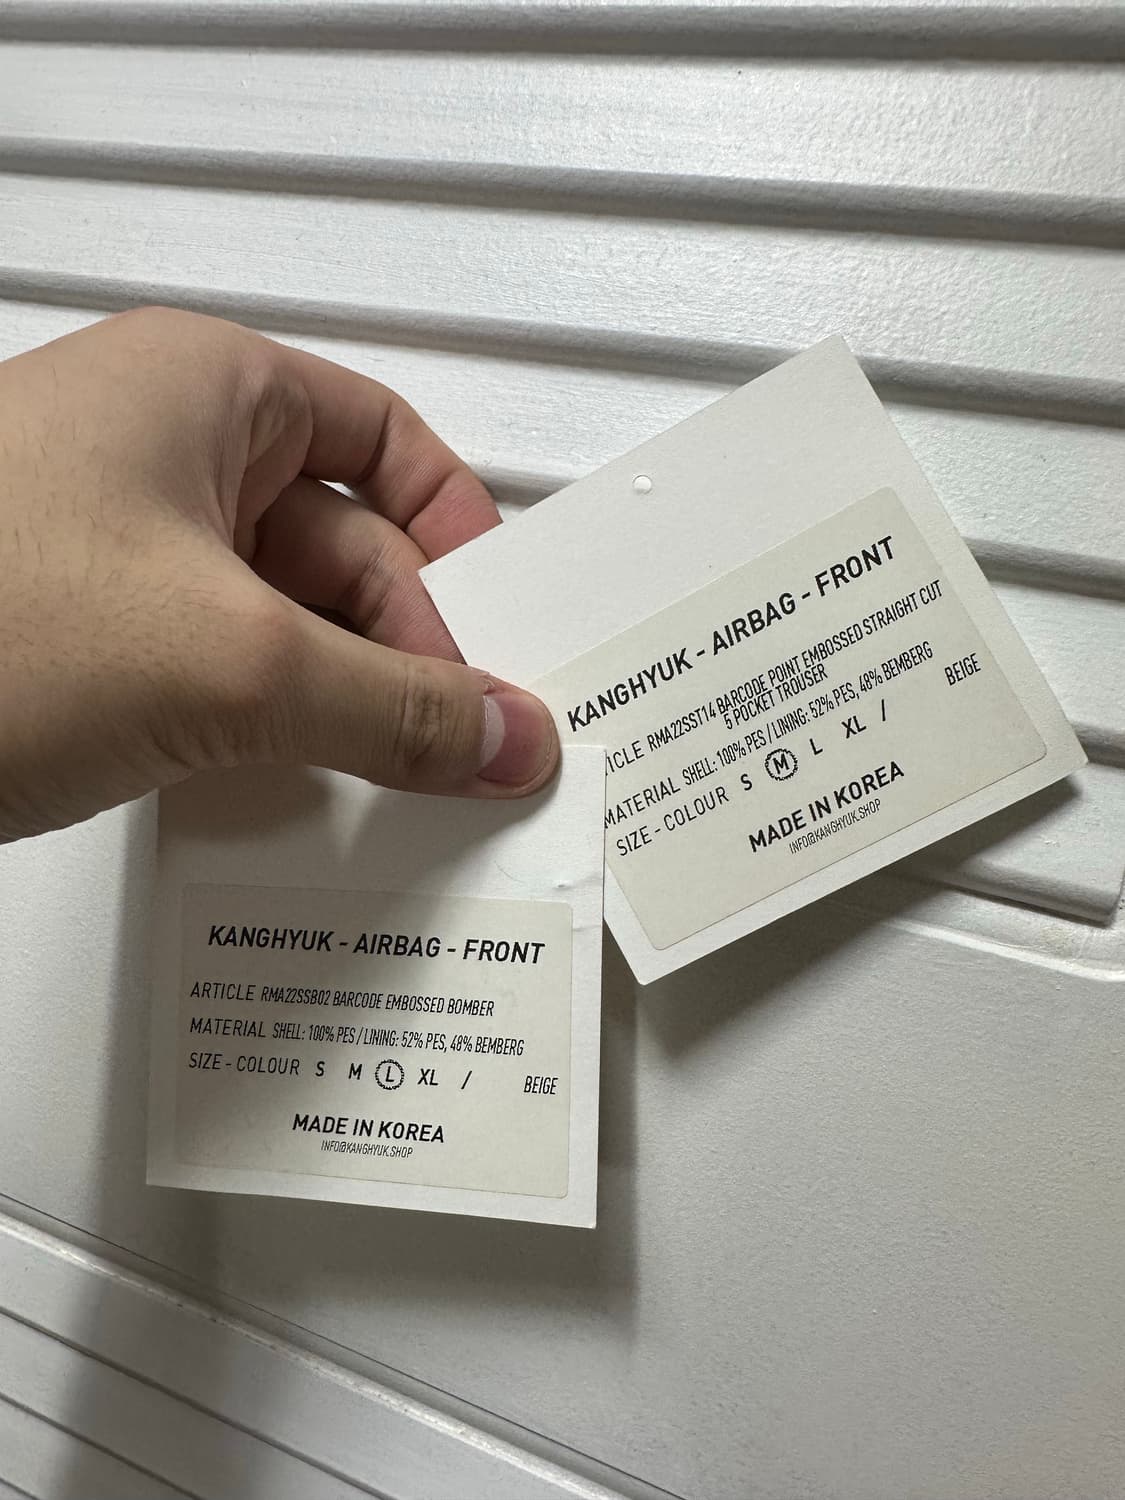 KANGHYUK - AIRBAG - FRONT
RMA22SST14 BARCODE POINT EMBOSSED STRAIGHT CUT
5 POCKET TROUSER
MATERIAL SHELL: 100% PES / LINING: 52% PES, 48% BEMBERG
SIZE - COLOUR S M L XL / BEIGE
MADE IN KOREA
INFO@KANGHYUK.SHOP
KANGHYUK - AIRBAG - FRONT
ARTICLE RMA22SSB02 BARCODE EMBOSSED BOMBER
MATERIAL SHELL: 100% PES / LINING: 52% PES, 48% BEMBERG
SIZE - COLOUR S M L XL / BEIGE
MADE IN KOREA
INFO@KANGHYUK.SHOP